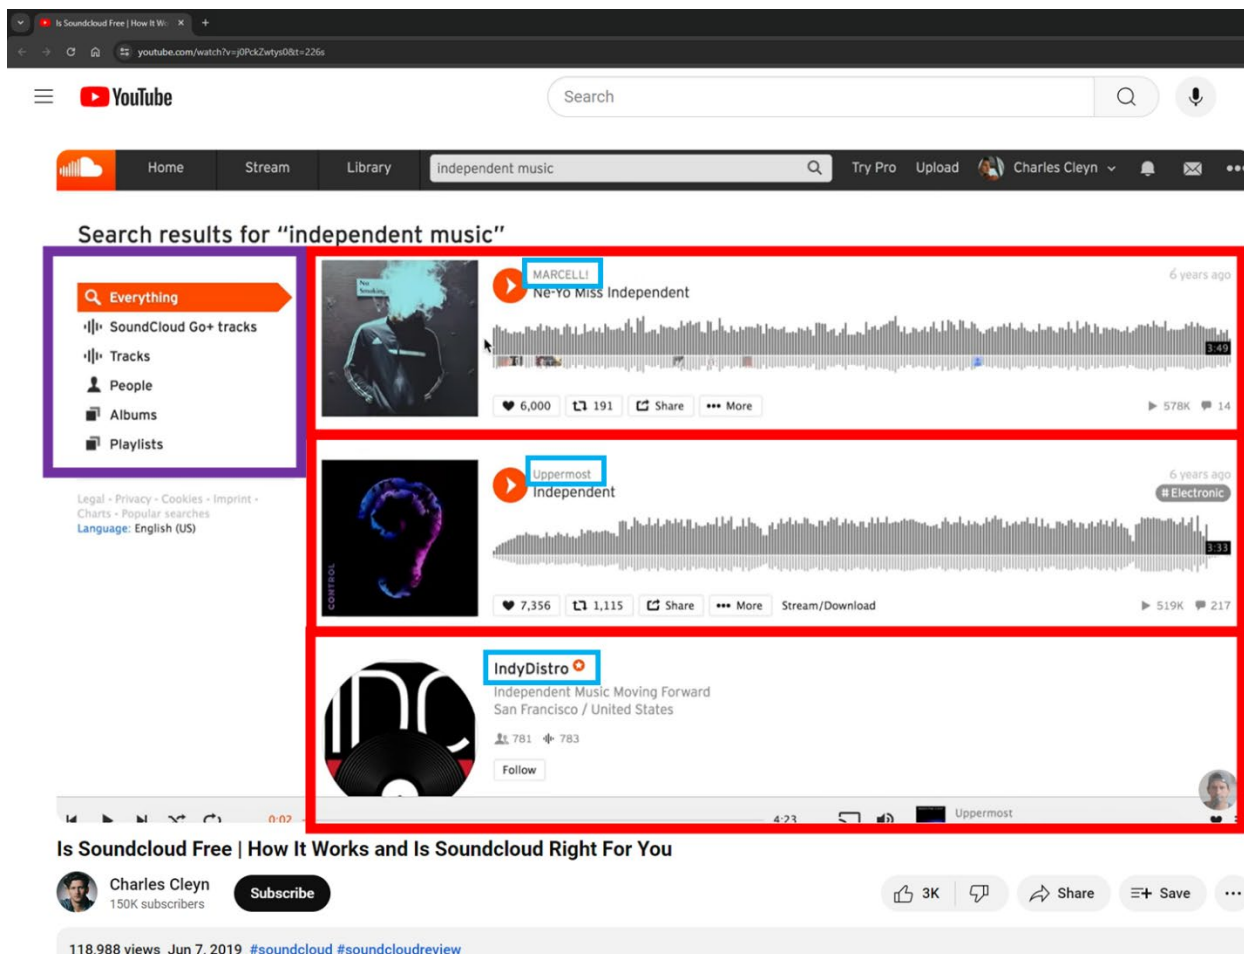 Is Soundcloud Free | How It Wo
youtube.com/watch?v=j0PckZwtys0&t=226s
YouTube
Search
Home Stream Library independent music Try Pro Upload Charles Cleyn
Search results for “independent music”
Everything
SoundCloud Go+ tracks
Tracks
People
Albums
Playlists
Legal - Privacy - Cookies - Imprint -
Charts - Popular searches
Language: English (US)
No
Smoking
MARCELL!
Ne-Yo Miss Independent
6 years ago
3:49
6,000 191 Share More
578K 14
CONTROL
Uppermost
Independent
6 years ago
# Electronic
3:33
7,356 1,115 Share More Stream/Download
519K 217
IndyDistro
Independent Music Moving Forward
San Francisco / United States
781 783
Follow
0:02 4:23 Uppermost
Is Soundcloud Free | How It Works and Is Soundcloud Right For You
Charles Cleyn
150K subscribers
Subscribe
3K Share Save
118,988 views Jun 7, 2019 #soundcloud #soundcloudreview